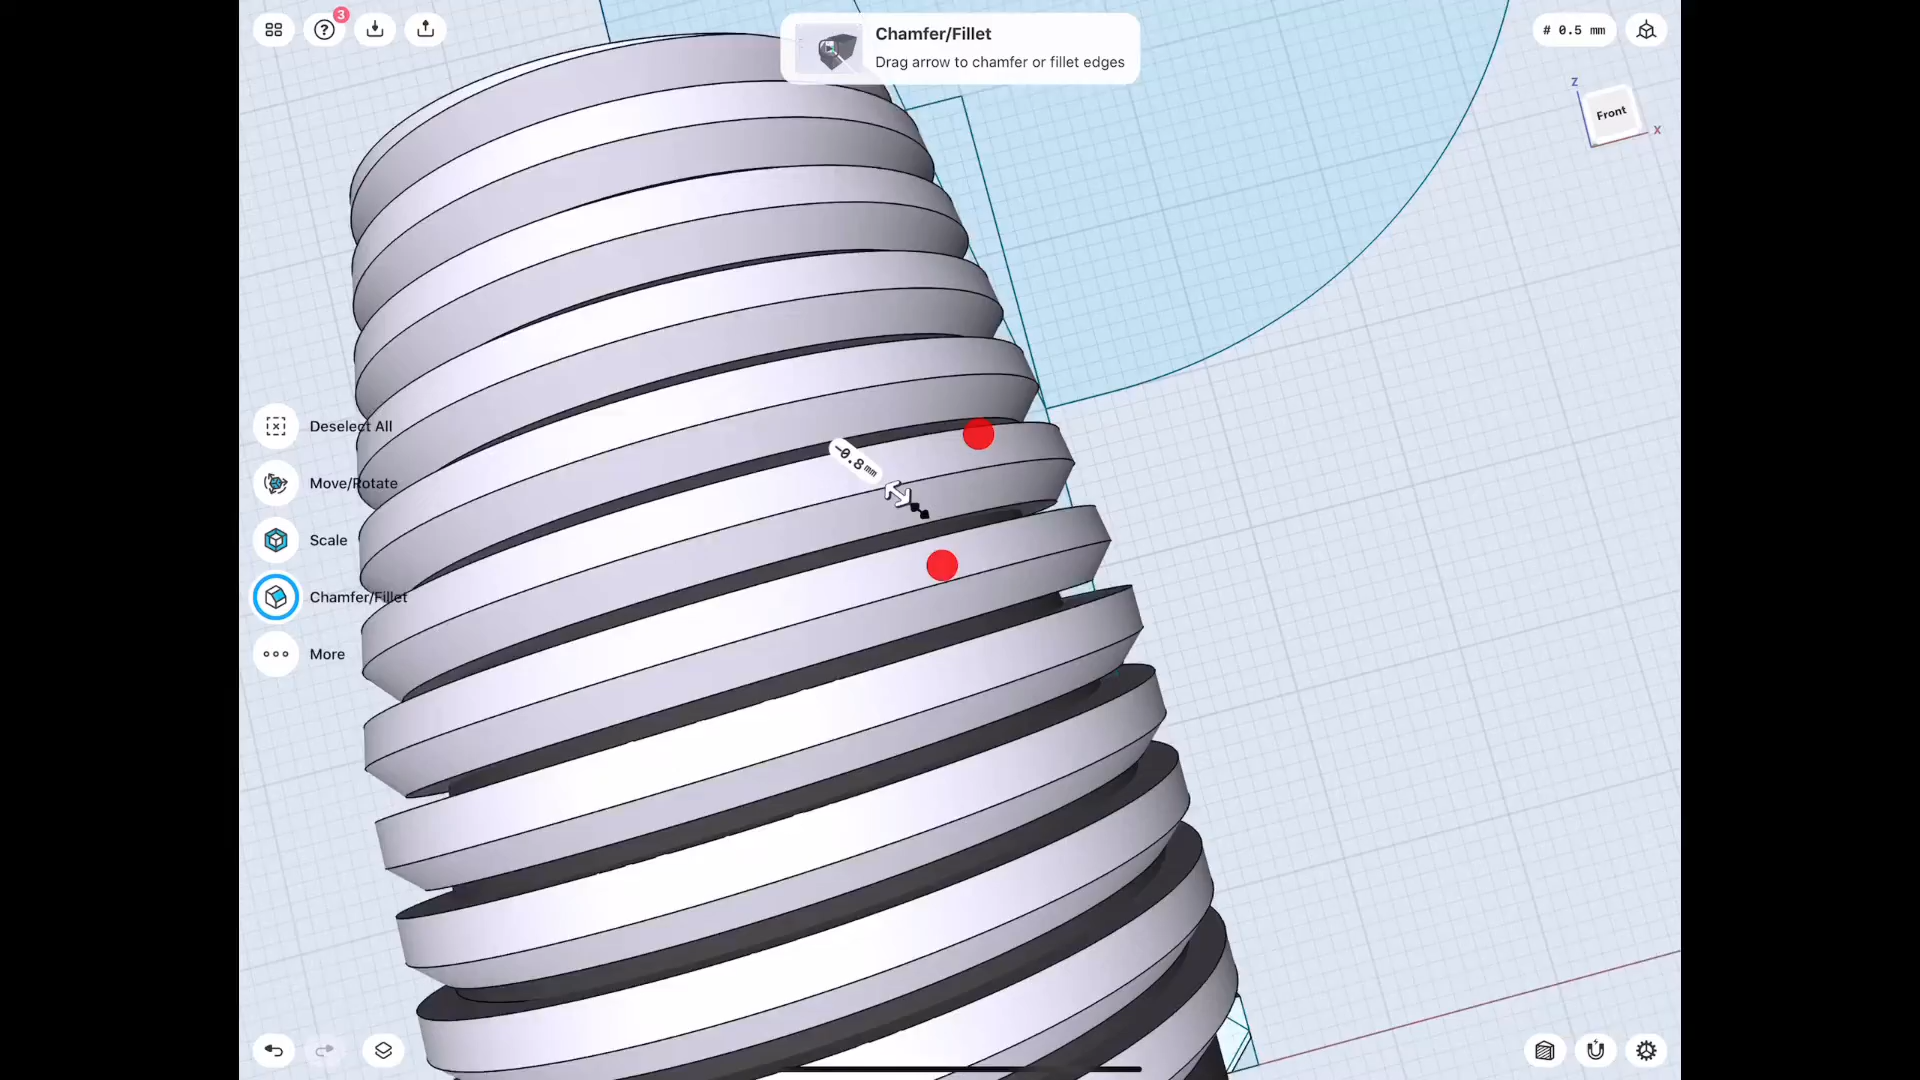 3
Chamfer/Fillet
Drag arrow to chamfer or fillet edges
# 0.5 mm
Z
Front
X
Deselect All
−0.8 mm
Move/Rotate
Scale
Chamfer/Fillet
More